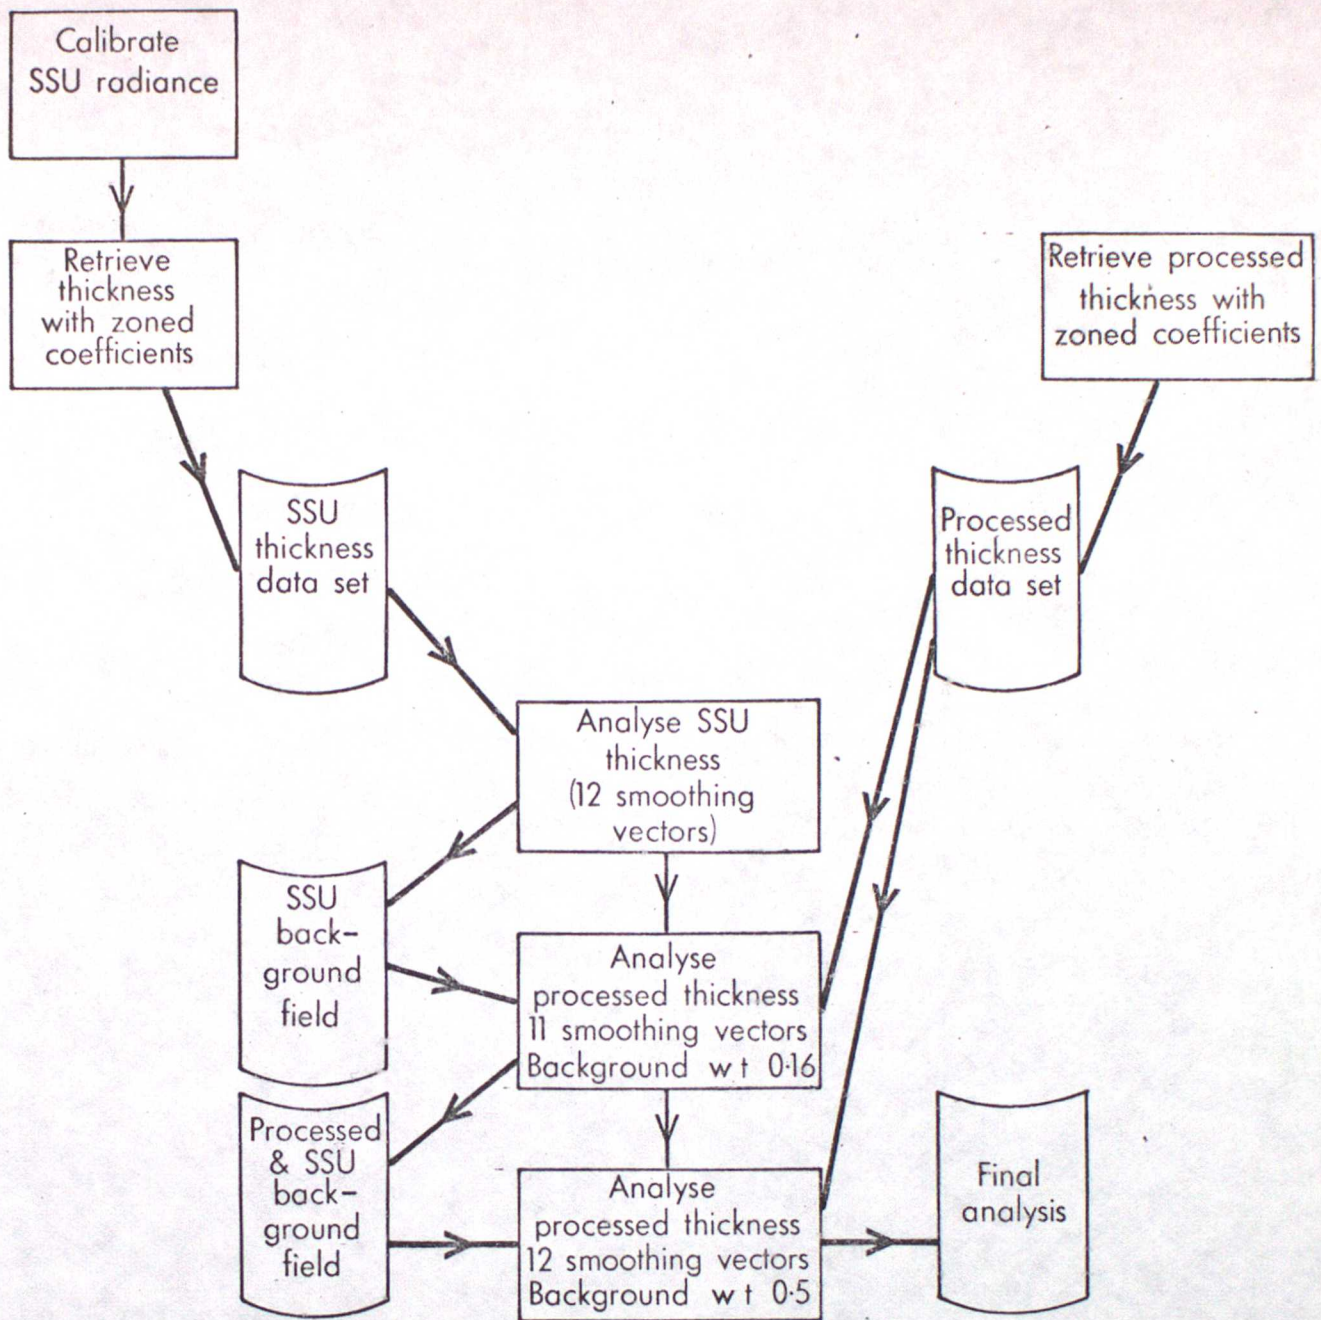 Calibrate
SSU radiance
Retrieve
thickness
with zoned
coefficients
Retrieve processed
thickness with
zoned coefficients
SSU
thickness
data set
Processed
thickness
data set
Analyse SSU
thickness
(12 smoothing
vectors)
SSU
back-
ground
field
Analyse
processed thickness
11 smoothing vectors
Background wt 0·16
Processed
& SSU
back-
ground
field
Analyse
processed thickness
12 smoothing vectors
Background wt 0·5
Final
analysis